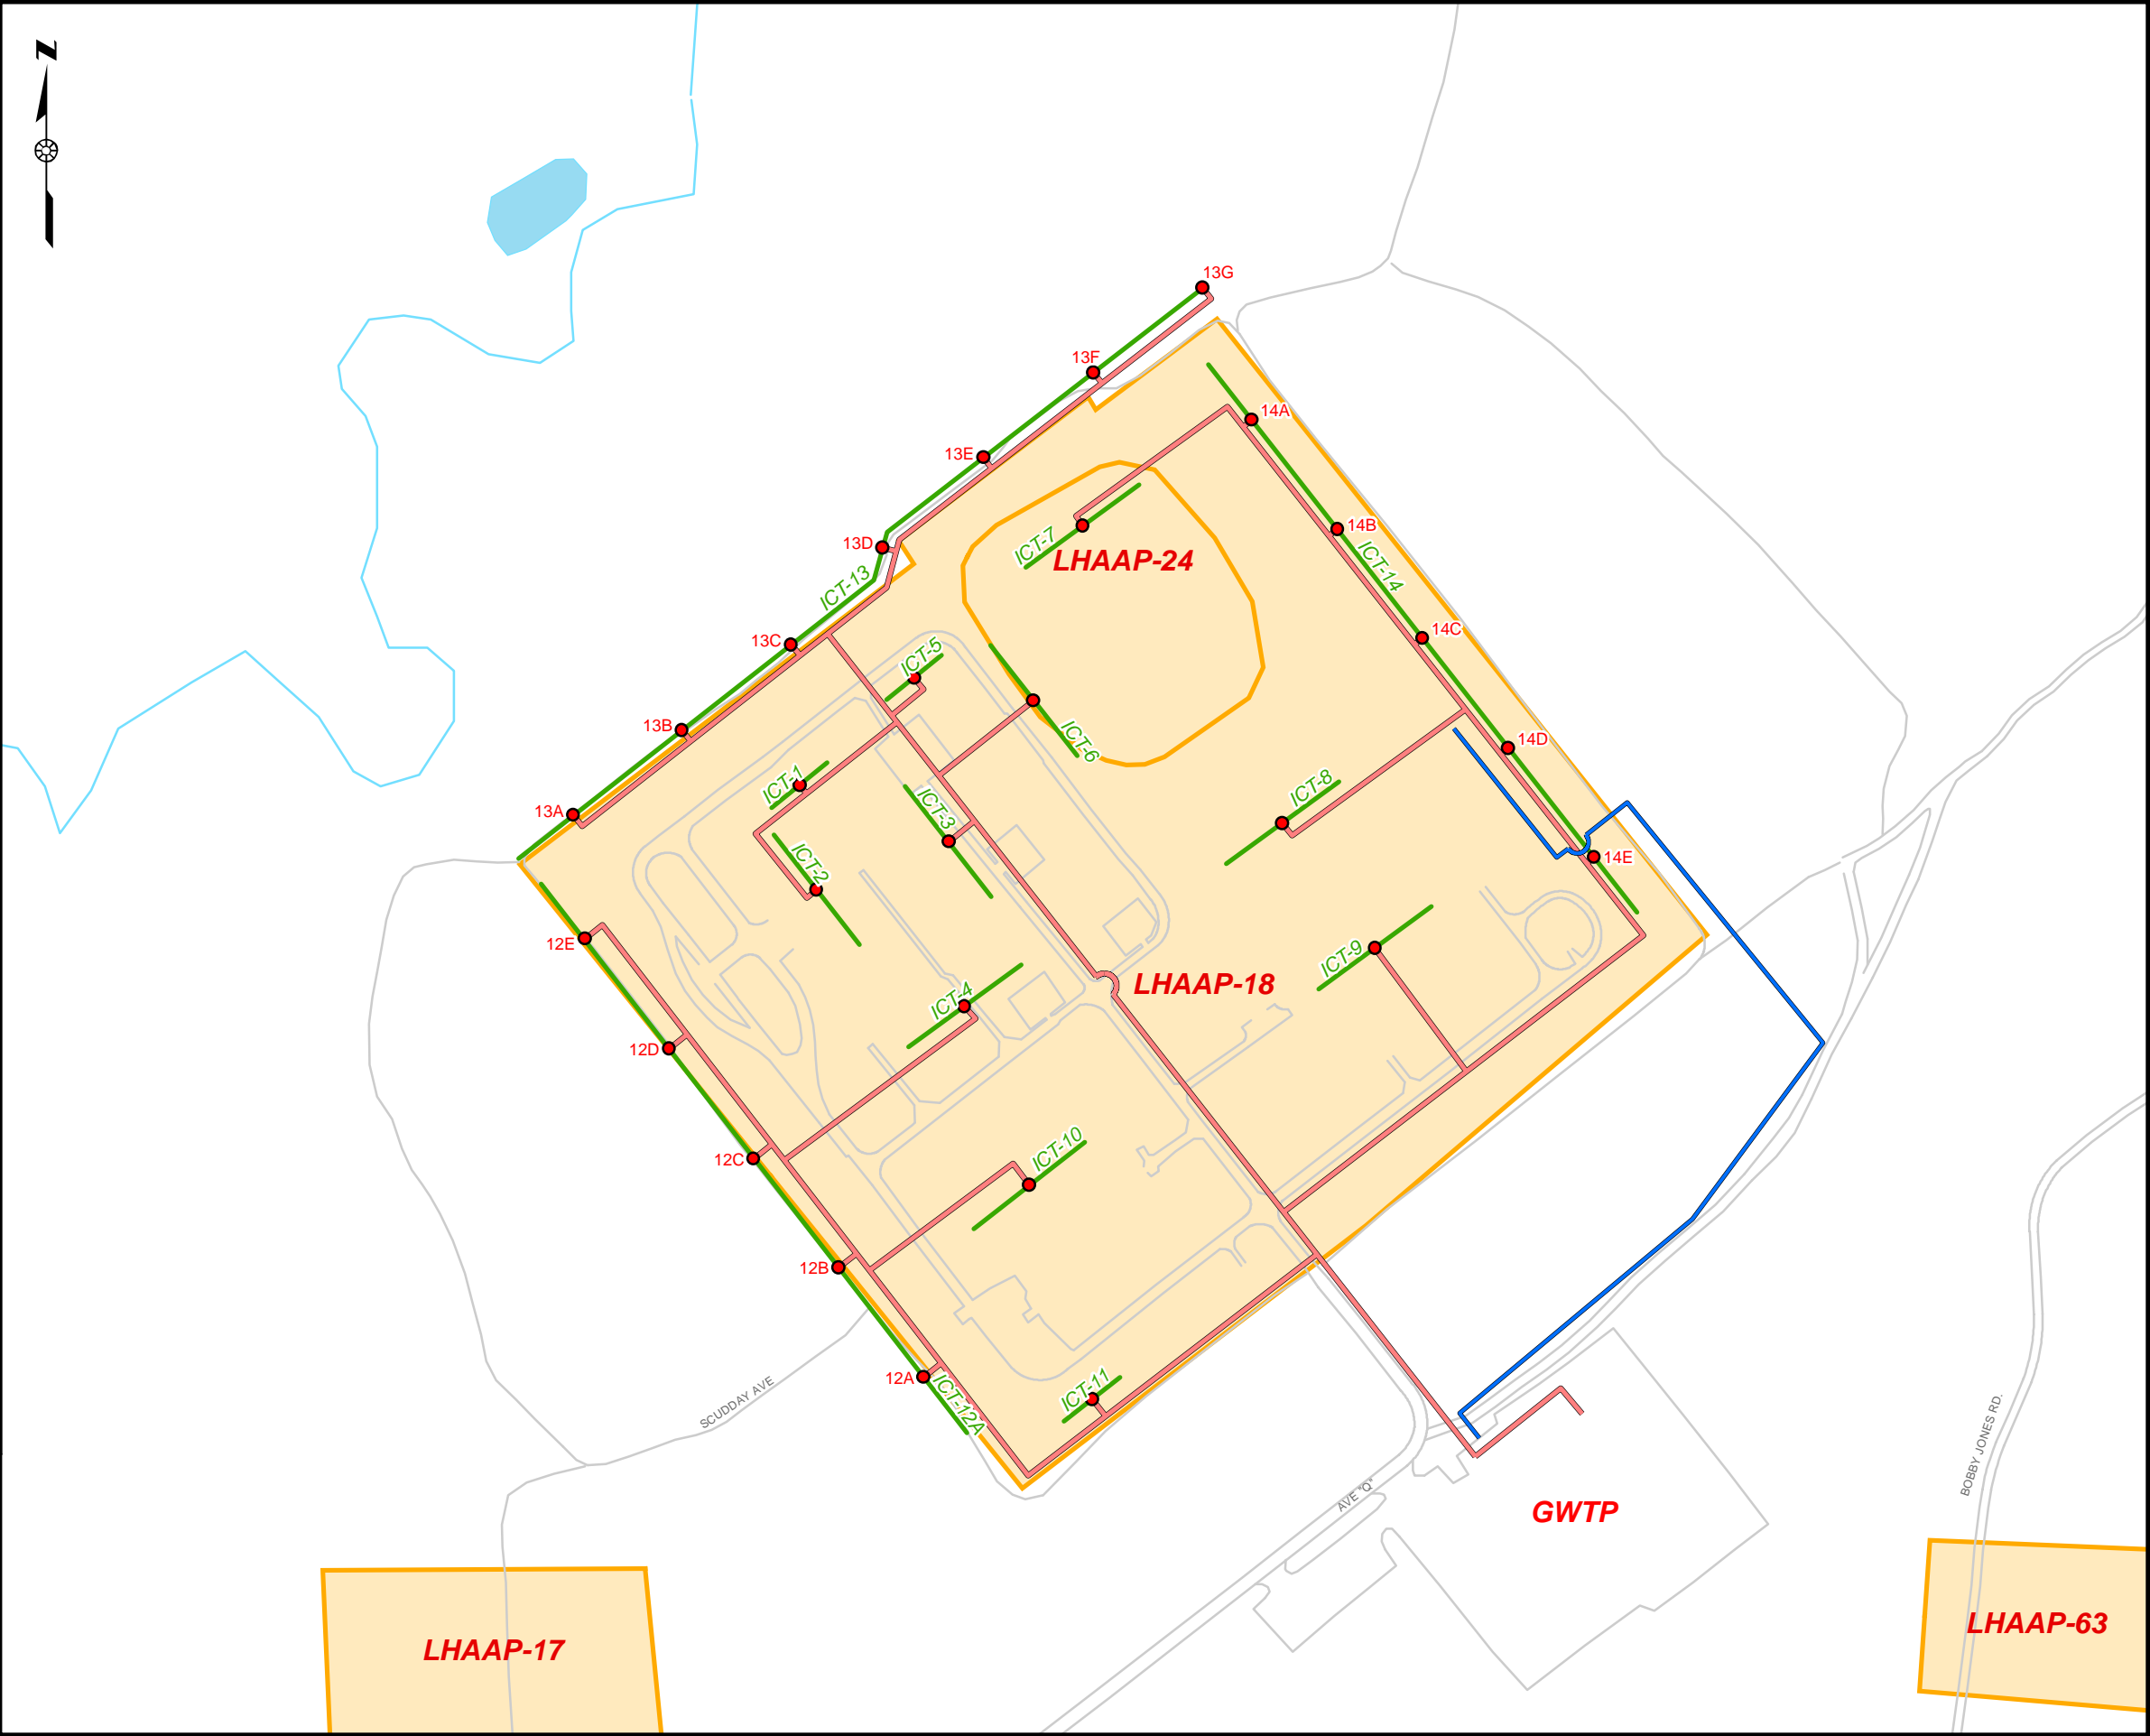 N
13G
13F
14A
13E
14B
13D
ICT-7
LHAAP-24
ICT-14
ICT-13
13C
14C
ICT-5
13B
ICT-6
14D
ICT-1
ICT-8
13A
ICT-3
ICT-2
14E
12E
ICT-9
LHAAP-18
ICT-4
12D
12C
ICT-10
12B
12A
ICT-12A
ICT-11
SCUDDAY AVE
AVE "Q"
BOBBY JONES RD.
GWTP
LHAAP-17
LHAAP-63